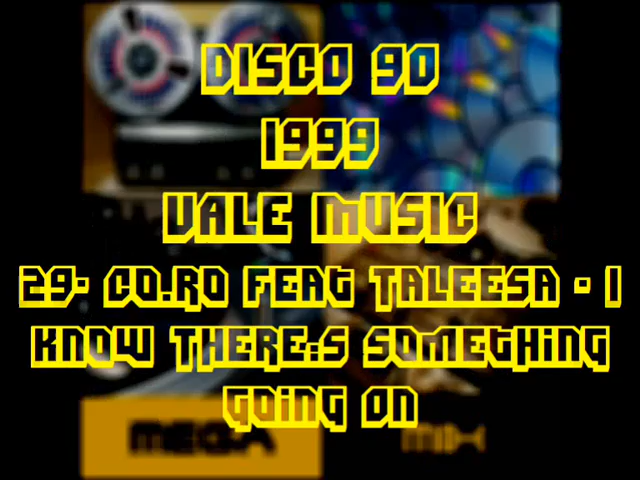 DISCO 90
1999
VALE MUSIC
29- CO.RO FEAT TALEESA - I
KNOW THERE:S SOMETHING
GOING ON
MEGA MIX